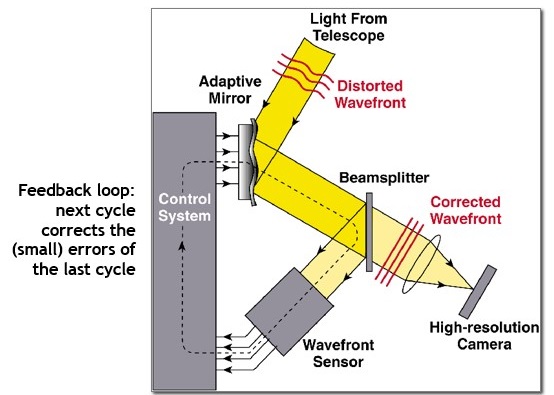 Light From
Telescope
Adaptive
Mirror
Distorted
Wavefront
Beamsplitter
Feedback loop:
next cycle
corrects the
(small) errors of
the last cycle
Control
System
Corrected
Wavefront
High-resolution
Camera
Wavefront
Sensor